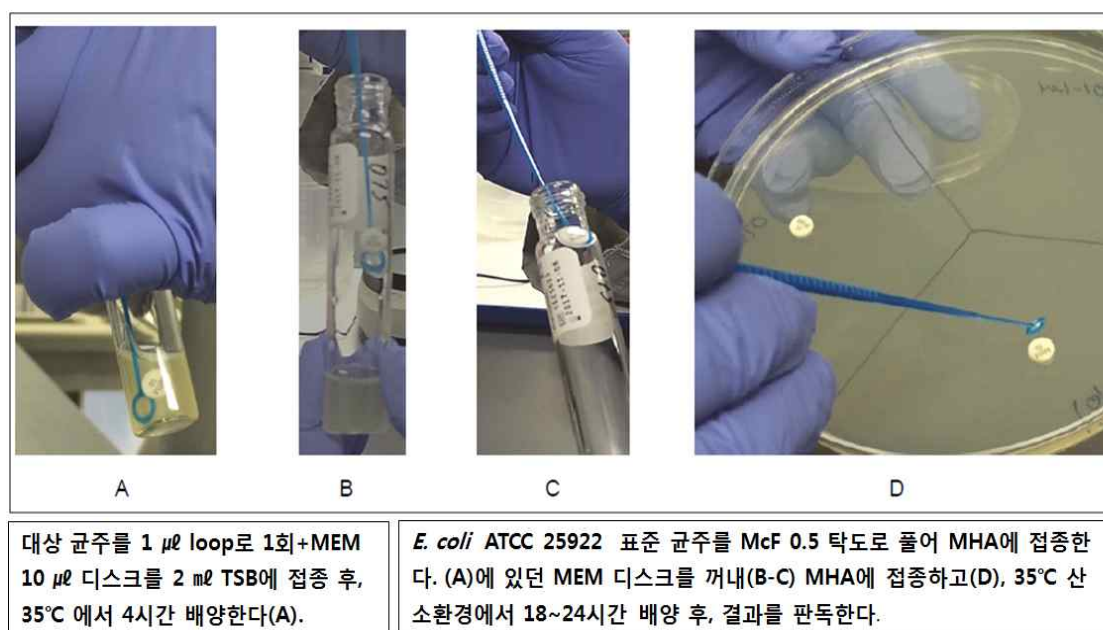 A
B
C
D
대상 균주를 1 ㎕ loop로 1회+MEM
10 ㎕ 디스크를 2 ㎖ TSB에 접종 후,
35℃ 에서 4시간 배양한다(A).
E. coli ATCC 25922 표준 균주를 McF 0.5 탁도로 풀어 MHA에 접종한
다. (A)에 있던 MEM 디스크를 꺼내(B-C) MHA에 접종하고(D), 35℃ 산
소환경에서 18~24시간 배양 후, 결과를 판독한다.